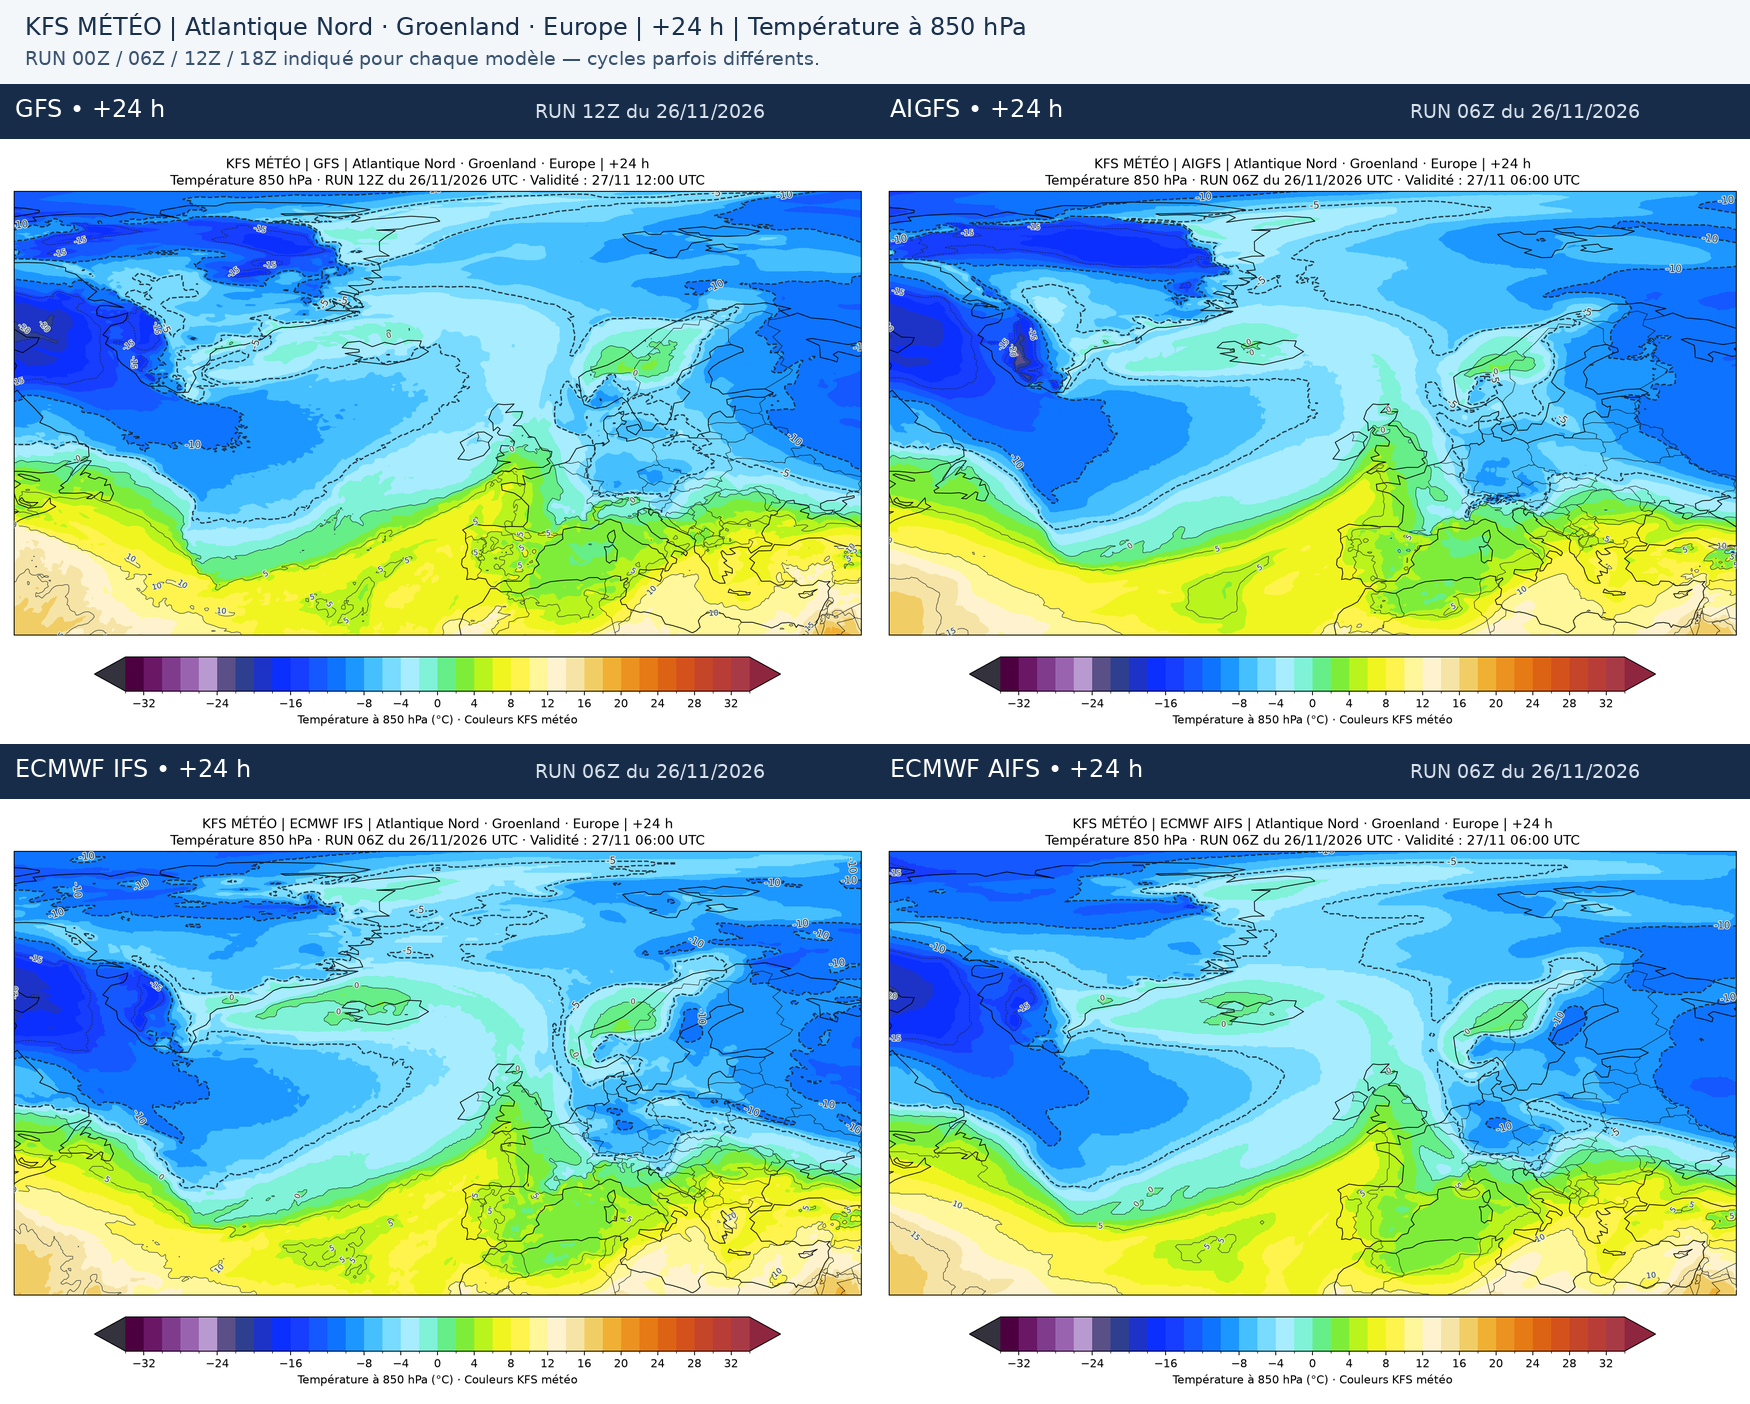 KFS MÉTÉO | Atlantique Nord · Groenland · Europe | +24 h | Température à 850 hPa
RUN 00Z / 06Z / 12Z / 18Z indiqué pour chaque modèle — cycles parfois différents.
GFS • +24 h
RUN 12Z du 26/11/2026
AIGFS • +24 h
RUN 06Z du 26/11/2026
KFS MÉTÉO | GFS | Atlantique Nord · Groenland · Europe | +24 h
Température 850 hPa · RUN 12Z du 26/11/2026 UTC · Validité : 27/11 12:00 UTC
KFS MÉTÉO | AIGFS | Atlantique Nord · Groenland · Europe | +24 h
Température 850 hPa · RUN 06Z du 26/11/2026 UTC · Validité : 27/11 06:00 UTC
−32 −24 −16 −8 −4 0 4 8 12 16 20 24 28 32
Température à 850 hPa (°C) · Couleurs KFS météo
−32 −24 −16 −8 −4 0 4 8 12 16 20 24 28 32
Température à 850 hPa (°C) · Couleurs KFS météo
ECMWF IFS • +24 h
RUN 06Z du 26/11/2026
ECMWF AIFS • +24 h
RUN 06Z du 26/11/2026
KFS MÉTÉO | ECMWF IFS | Atlantique Nord · Groenland · Europe | +24 h
Température 850 hPa · RUN 06Z du 26/11/2026 UTC · Validité : 27/11 06:00 UTC
KFS MÉTÉO | ECMWF AIFS | Atlantique Nord · Groenland · Europe | +24 h
Température 850 hPa · RUN 06Z du 26/11/2026 UTC · Validité : 27/11 06:00 UTC
−32 −24 −16 −8 −4 0 4 8 12 16 20 24 28 32
Température à 850 hPa (°C) · Couleurs KFS météo
−32 −24 −16 −8 −4 0 4 8 12 16 20 24 28 32
Température à 850 hPa (°C) · Couleurs KFS météo